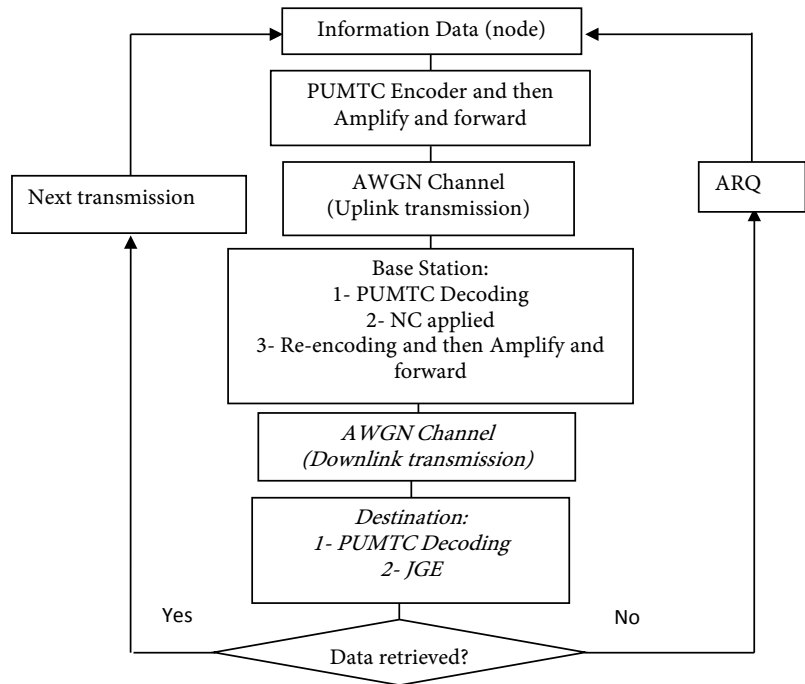 Information Data (node)
PUMTC Encoder and then
Amplify and forward
Next transmission
AWGN Channel
(Uplink transmission)
ARQ
Base Station:
1- PUMTC Decoding
2- NC applied
3- Re-encoding and then Amplify and
forward
AWGN Channel
(Downlink transmission)
Destination:
1- PUMTC Decoding
2- JGE
Yes
No
Data retrieved?